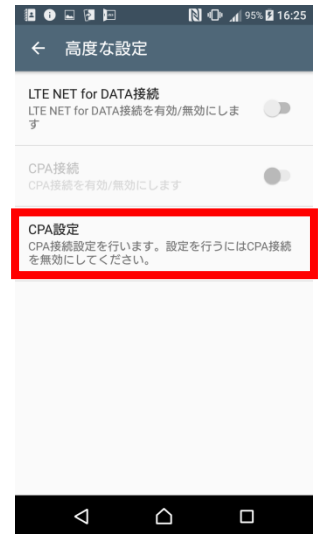 95% 16:25
高度な設定
LTE NET for DATA接続
LTE NET for DATA接続を有効/無効にしま
す
CPA接続
CPA接続を有効/無効にします
CPA設定
CPA接続設定を行います。設定を行うにはCPA接続
を無効にしてください。